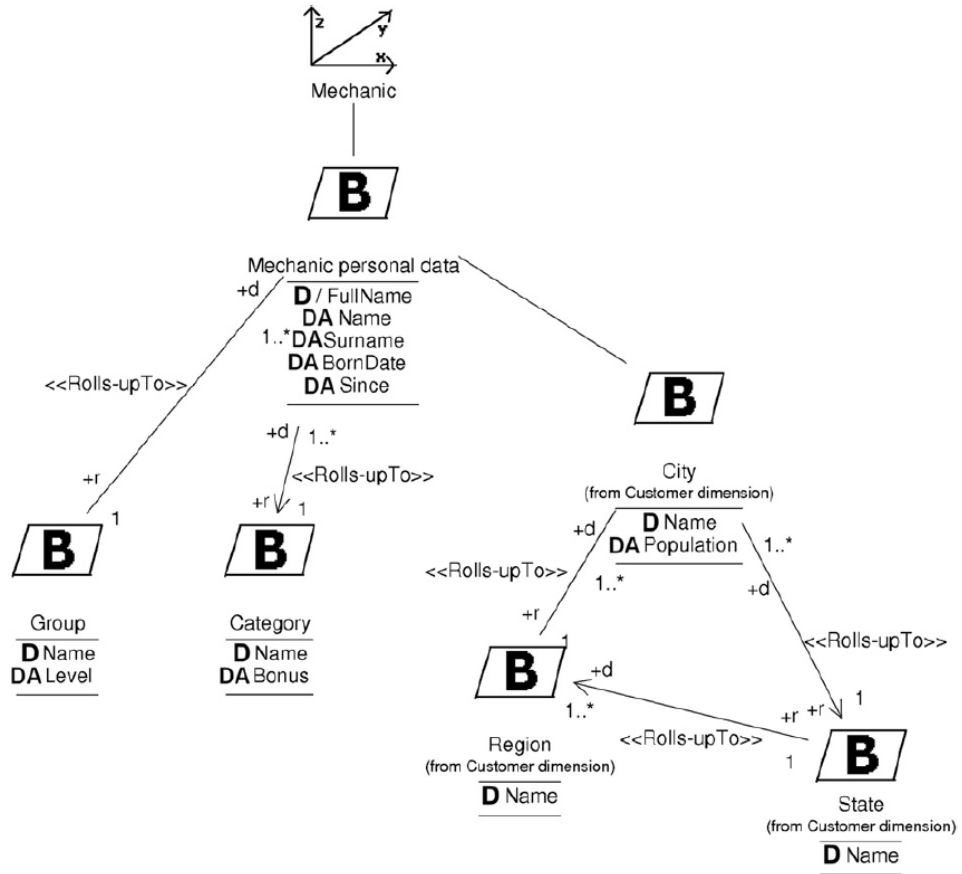 z
y
x
Mechanic
B
Mechanic personal data
+d
D / FullName
DA Name
1..* DA Surname
DA BornDate
DA Since
<<Rolls-upTo>>
B
+d 1..*
<<Rolls-upTo>>
City
(from Customer dimension)
+r
1
+r 1
+d
D Name
DA Population
1..*
B
B
<<Rolls-upTo>>
1..*
+d
Group
D Name
DA Level
Category
D Name
DA Bonus
+r
1
<<Rolls-upTo>>
B
+d
1..*
1
+r
+r
<<Rolls-upTo>>
1
Region
(from Customer dimension)
D Name
B
State
(from Customer dimension)
D Name